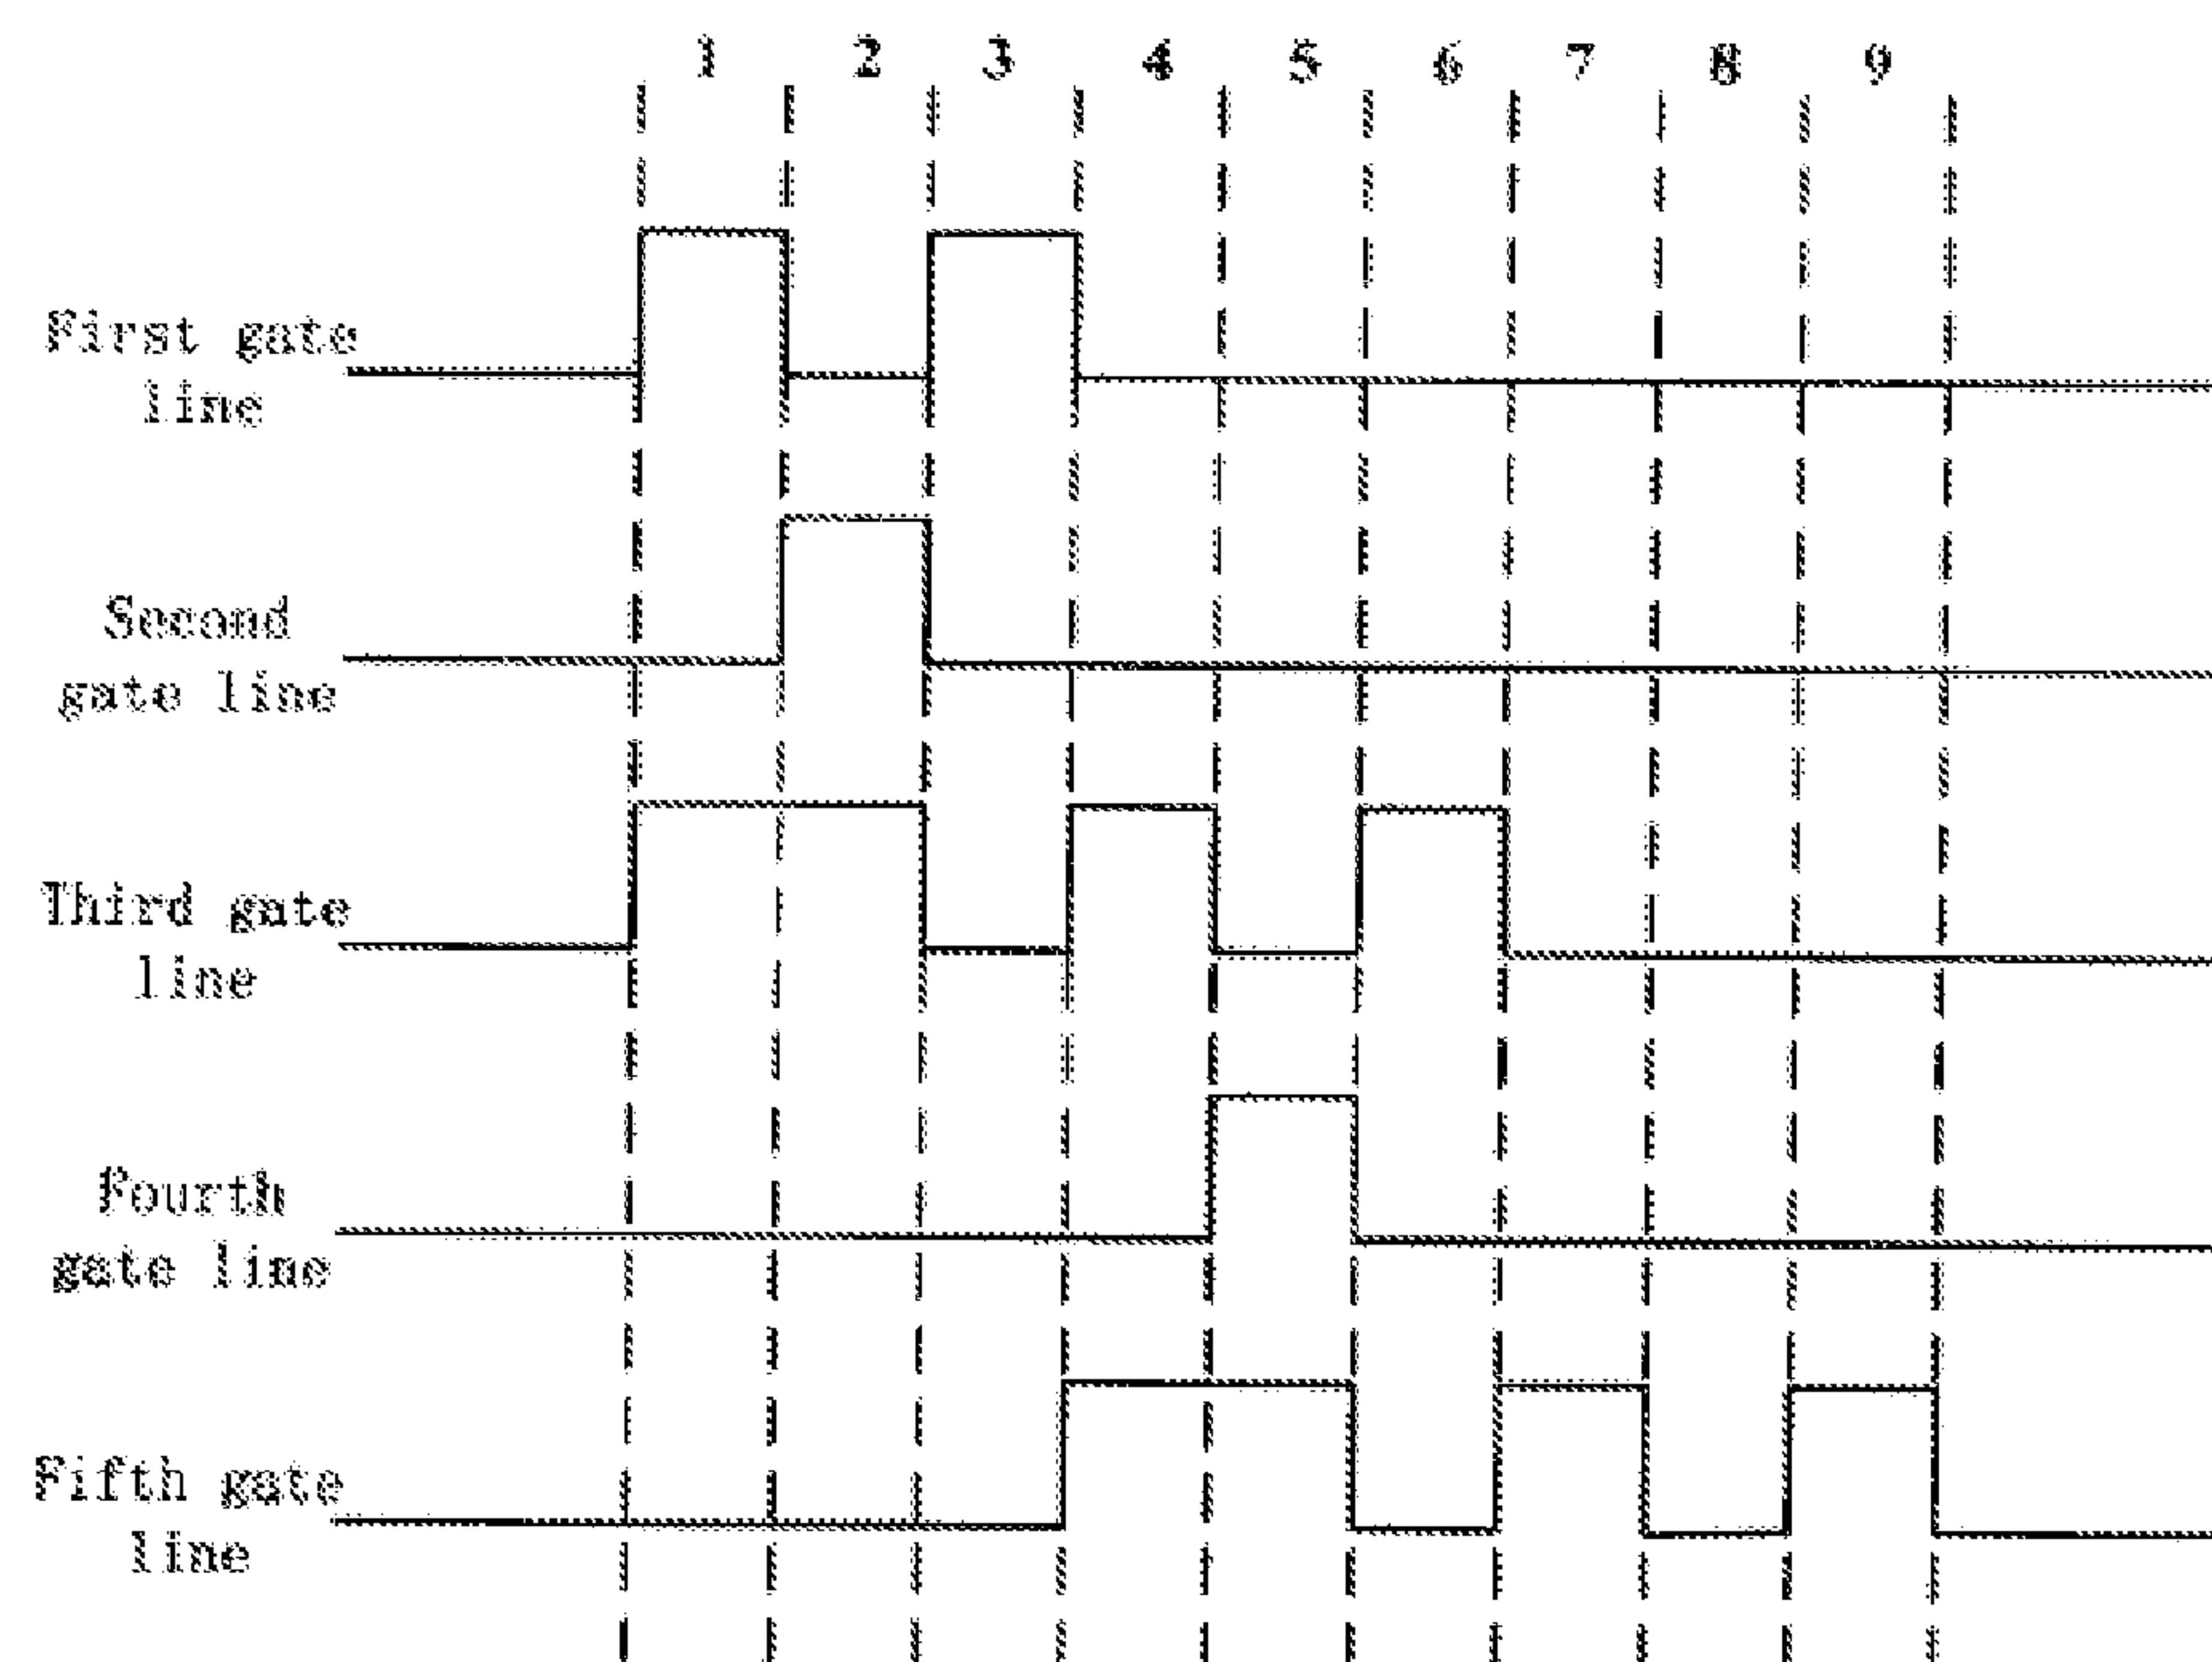 1 2 3 4 5 6 7 8 9
First gate
line
Second
gate line
Third gate
line
Fourth
gate line
Fifth gate
line